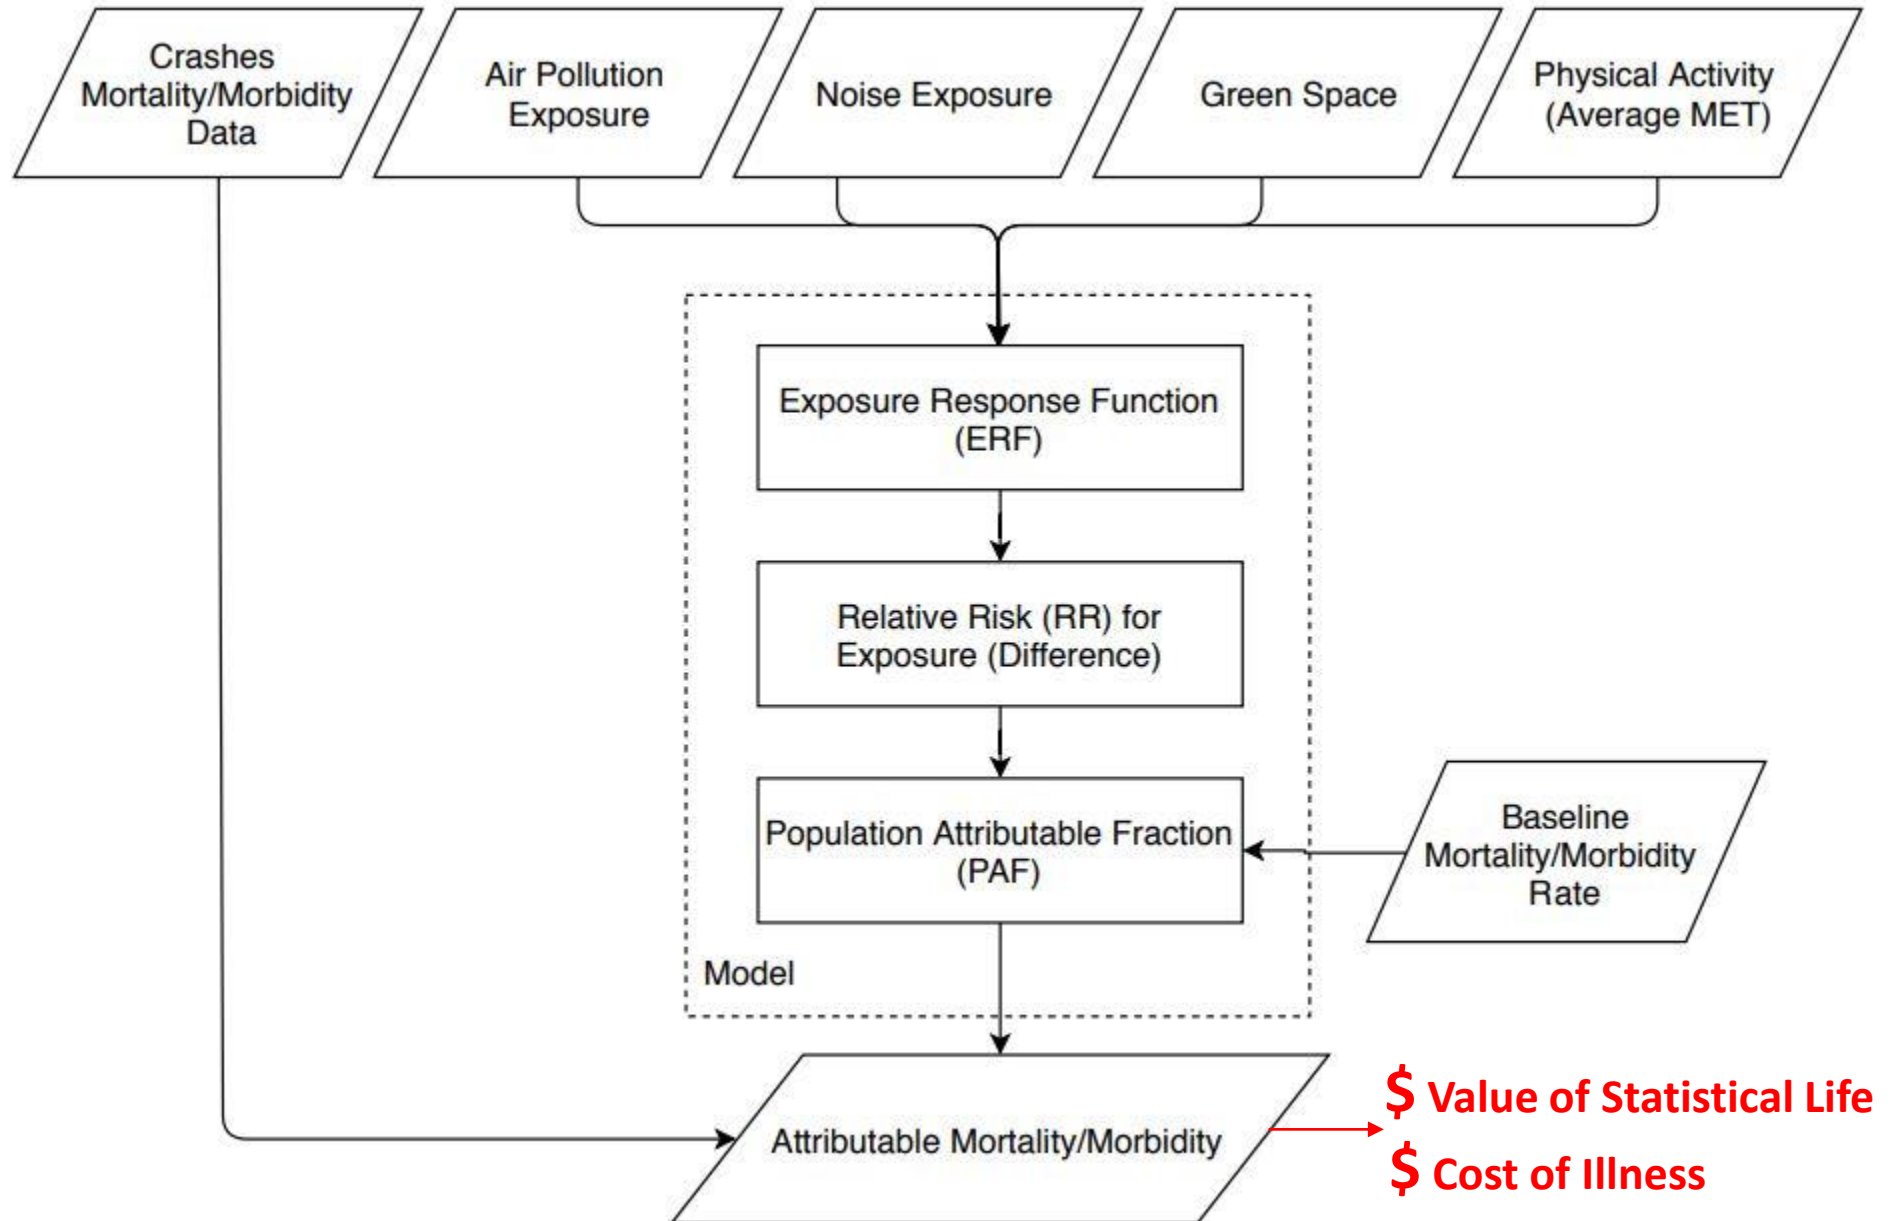 Crashes
Mortality/Morbidity
Data
Air Pollution
Exposure
Noise Exposure
Green Space
Physical Activity
(Average MET)
Exposure Response Function
(ERF)
Relative Risk (RR) for
Exposure (Difference)
Population Attributable Fraction
(PAF)
Baseline
Mortality/Morbidity
Rate
Model
Attributable Mortality/Morbidity
$ Value of Statistical Life
$ Cost of Illness